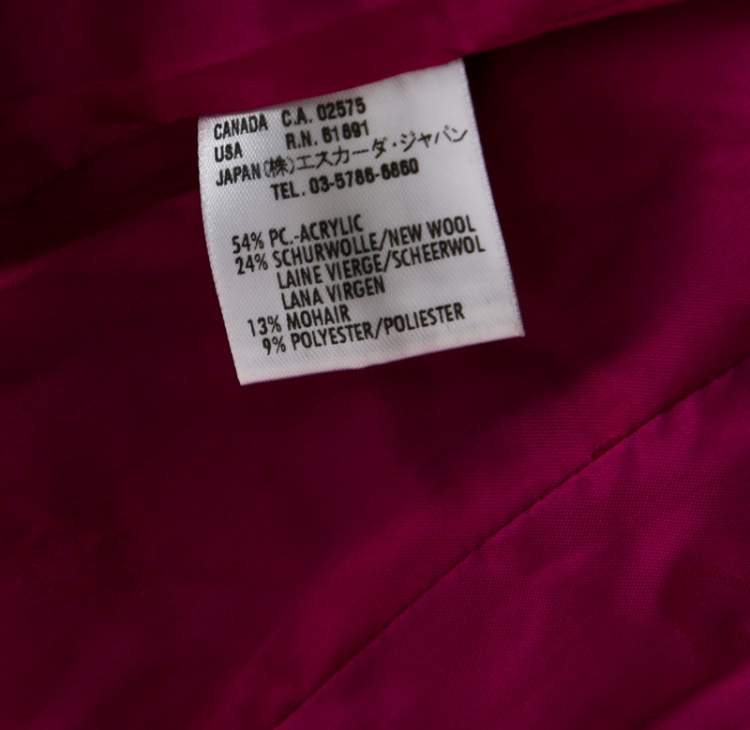 CANADA C.A. 02575
USA R.N. 61691
JAPAN (株)エスカーダ・ジャパン
TEL. 03-5786-6860
54% PC.-ACRYLIC
24% SCHURWOLLE/NEW WOOL
LAINE VIERGE/SCHEERWOL
LANA VIRGEN
13% MOHAIR
9% POLYESTER/POLIESTER